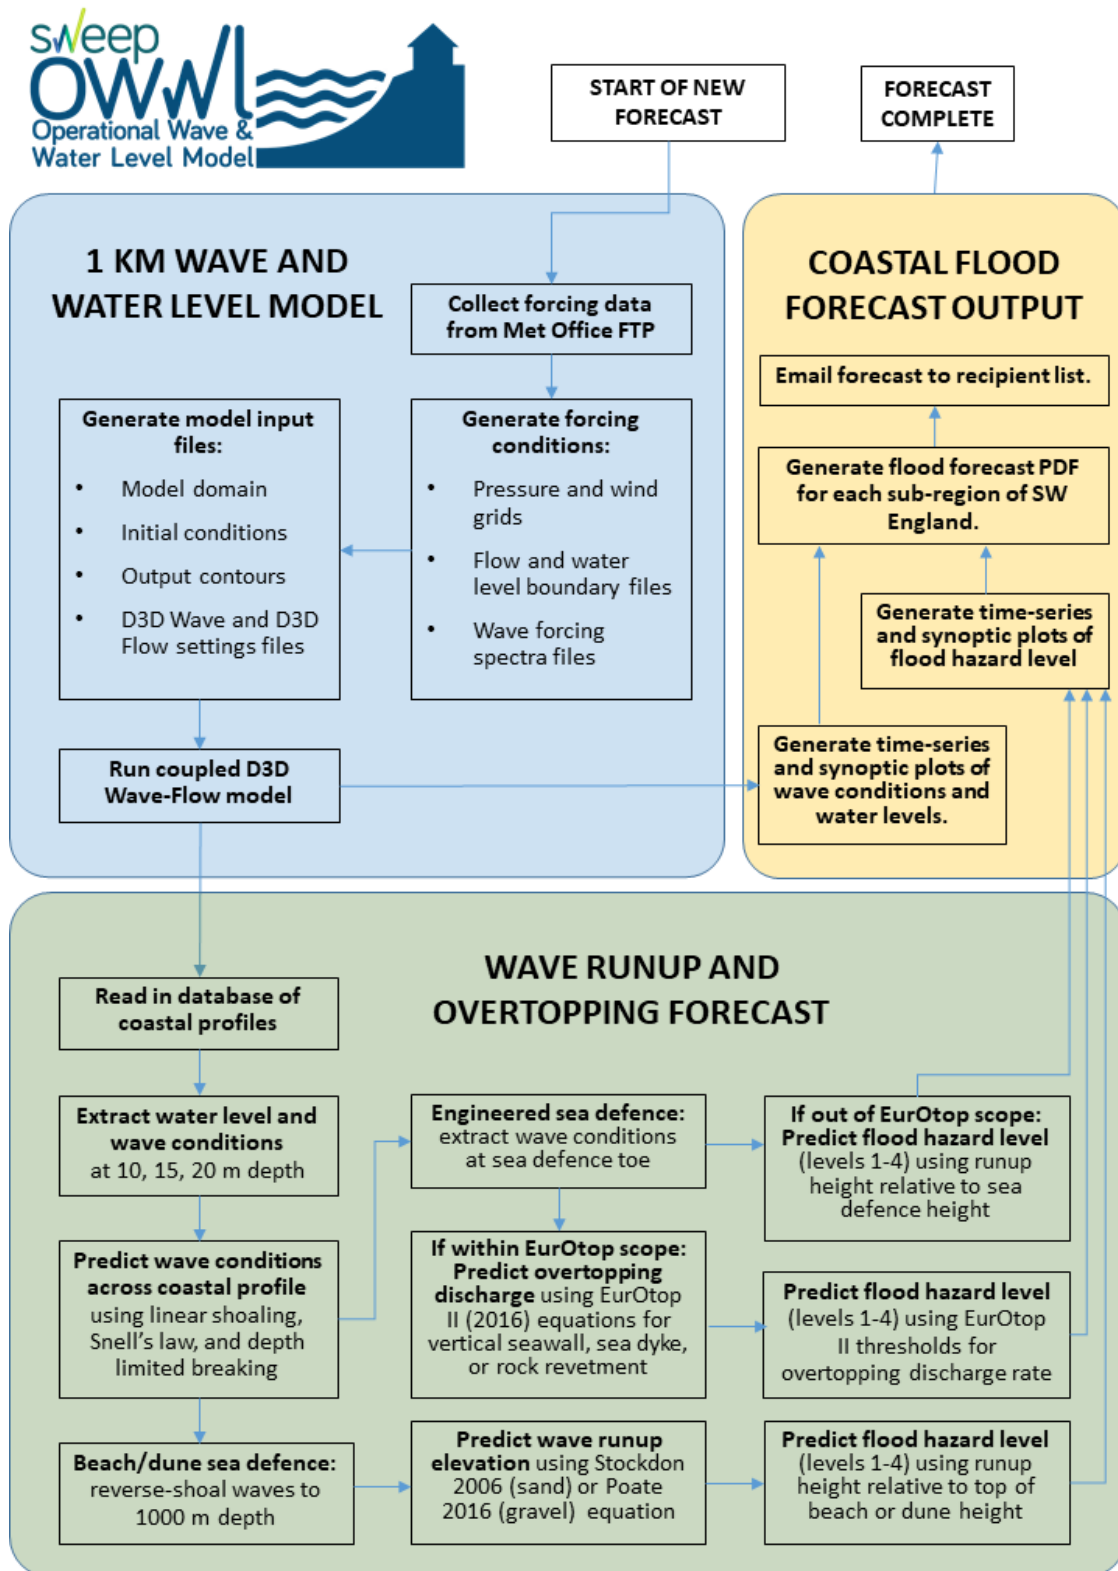 sweep
OWWL
Operational Wave &
Water Level Model
START OF NEW
FORECAST
FORECAST
COMPLETE
1 KM WAVE AND
WATER LEVEL MODEL
Collect forcing data
from Met Office FTP
Generate model input
files:
• Model domain
• Initial conditions
• Output contours
• D3D Wave and D3D
Flow settings files
Generate forcing
conditions:
• Pressure and wind
grids
• Flow and water
level boundary files
• Wave forcing
spectra files
Run coupled D3D
Wave-Flow model
COASTAL FLOOD
FORECAST OUTPUT
Email forecast to recipient list.
Generate flood forecast PDF
for each sub-region of SW
England.
Generate time-series
and synoptic plots of
flood hazard level
Generate time-series
and synoptic plots of
wave conditions and
water levels.
WAVE RUNUP AND
OVERTOPPING FORECAST
Read in database of
coastal profiles
Extract water level and
wave conditions
at 10, 15, 20 m depth
Predict wave conditions
across coastal profile
using linear shoaling,
Snell's law, and depth
limited breaking
Beach/dune sea defence:
reverse-shoal waves to
1000 m depth
Engineered sea defence:
extract wave conditions
at sea defence toe
If within EurOtop scope:
Predict overtopping
discharge using EurOtop
II (2016) equations for
vertical seawall, sea dyke,
or rock revetment
Predict wave runup
elevation using Stockdon
2006 (sand) or Poate
2016 (gravel) equation
If out of EurOtop scope:
Predict flood hazard level
(levels 1-4) using runup
height relative to sea
defence height
Predict flood hazard level
(levels 1-4) using EurOtop
II thresholds for
overtopping discharge rate
Predict flood hazard level
(levels 1-4) using runup
height relative to top of
beach or dune height